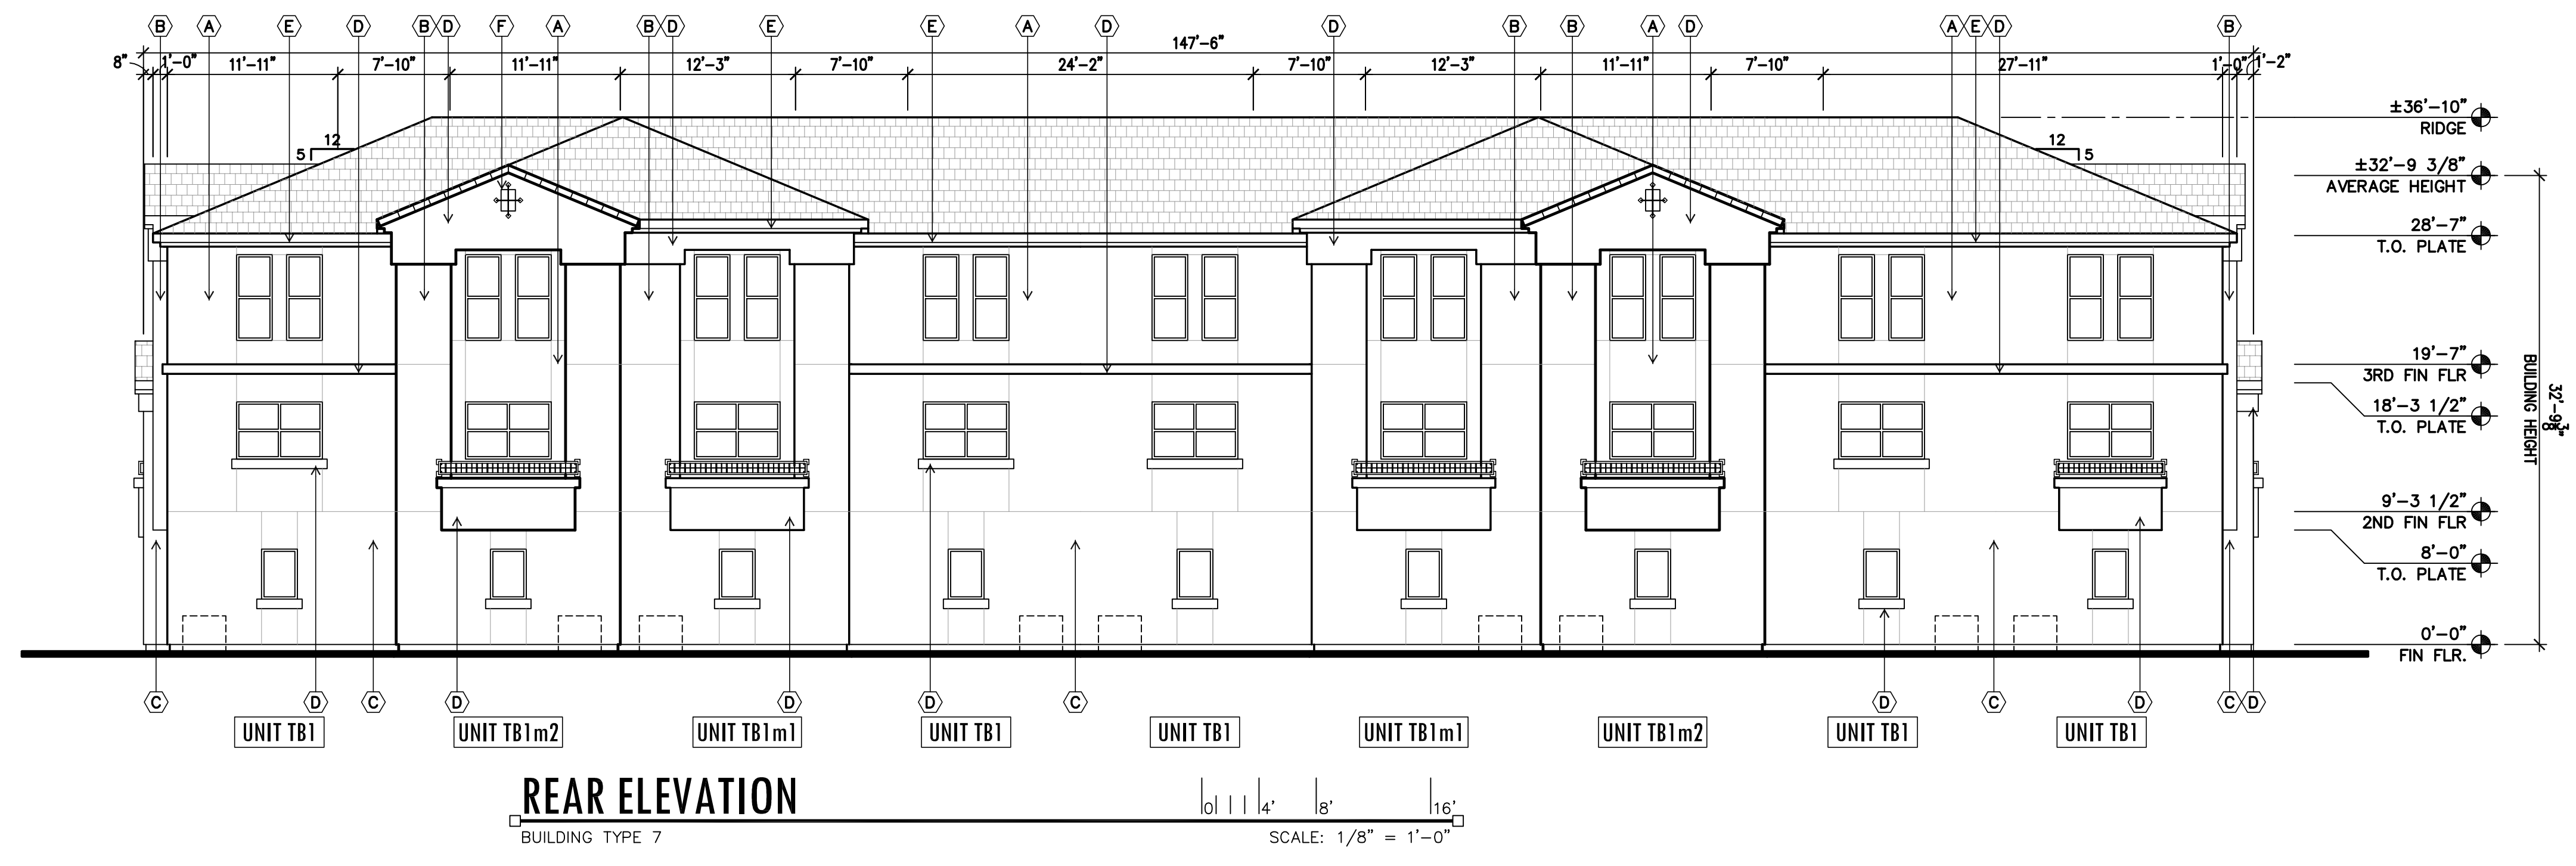 B A E D B D F A B D E E A D D B B A D A E D B
147'-6"
8" 1'-0" 11'-11" 7'-10" 11'-11" 12'-3" 7'-10" 24'-2" 7'-10" 12'-3" 11'-11" 7'-10" 27'-11" 1'-0" 1'-2"
±36'-10"
RIDGE
12
5
12
5
±32'-9 3/8"
AVERAGE HEIGHT
28'-7"
T.O. PLATE
19'-7"
3RD FIN FLR
18'-3 1/2"
T.O. PLATE
9'-3 1/2"
2ND FIN FLR
8'-0"
T.O. PLATE
0'-0"
FIN FLR.
32'-9 3/8"
BUILDING HEIGHT
C D C D D D C D C D C D
UNIT TB1 UNIT TB1m2 UNIT TB1m1 UNIT TB1 UNIT TB1 UNIT TB1m1 UNIT TB1m2 UNIT TB1 UNIT TB1
REAR ELEVATION
0 4' 8' 16'
BUILDING TYPE 7
SCALE: 1/8" = 1'-0"